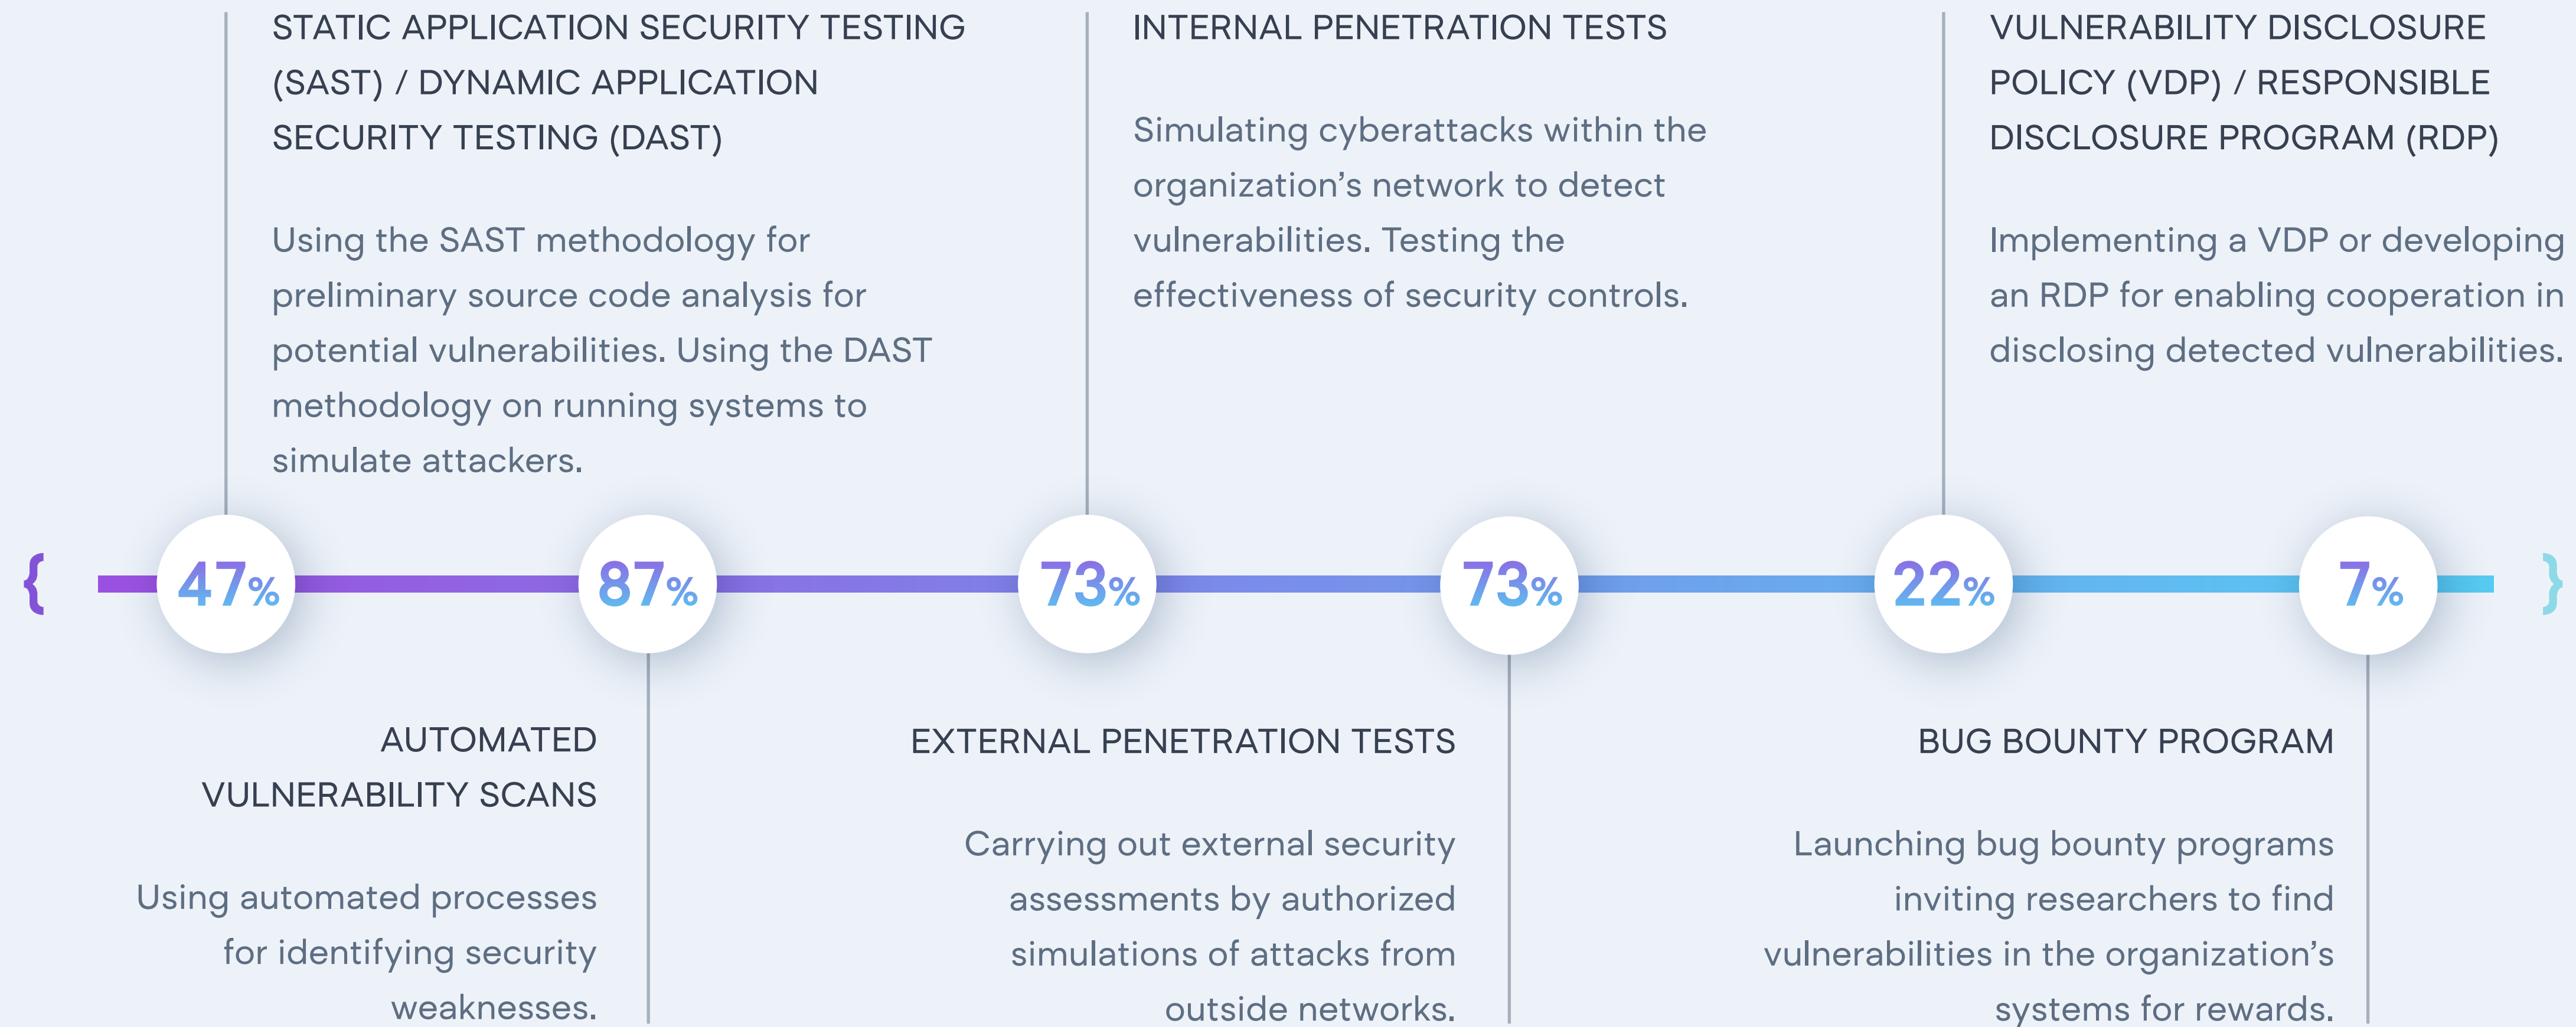 STATIC APPLICATION SECURITY TESTING
(SAST) / DYNAMIC APPLICATION
SECURITY TESTING (DAST)
Using the SAST methodology for
preliminary source code analysis for
potential vulnerabilities. Using the DAST
methodology on running systems to
simulate attackers.
INTERNAL PENETRATION TESTS
Simulating cyberattacks within the
organization’s network to detect
vulnerabilities. Testing the
effectiveness of security controls.
VULNERABILITY DISCLOSURE
POLICY (VDP) / RESPONSIBLE
DISCLOSURE PROGRAM (RDP)
Implementing a VDP or developing
an RDP for enabling cooperation in
disclosing detected vulnerabilities.
{
47%
87%
73%
73%
22%
7%
}
AUTOMATED
VULNERABILITY SCANS
Using automated processes
for identifying security
weaknesses.
EXTERNAL PENETRATION TESTS
Carrying out external security
assessments by authorized
simulations of attacks from
outside networks.
BUG BOUNTY PROGRAM
Launching bug bounty programs
inviting researchers to find
vulnerabilities in the organization’s
systems for rewards.